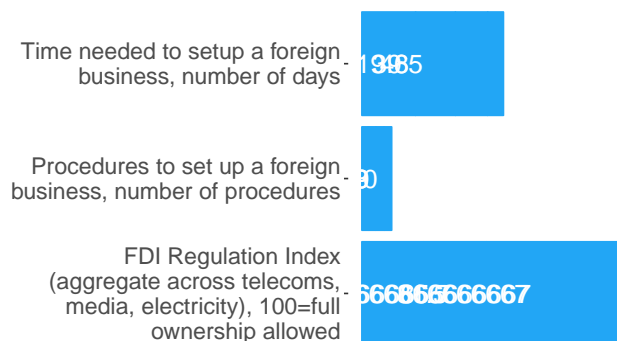 Time needed to setup a foreign
business, number of days
Procedures to set up a foreign
business, number of procedures
FDI Regulation Index
(aggregate across telecoms,
media, electricity), 100=full
ownership allowed